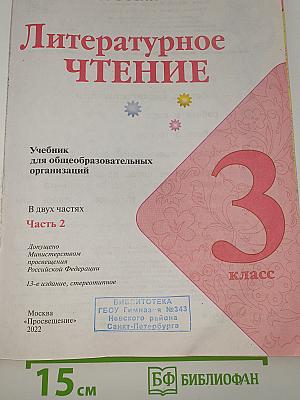 Литературное
ЧТЕНИЕ
Учебник
для общеобразовательных
организаций
В двух частях
Часть 2
3
класс
Допущено
Министерством
просвещения
Российской Федерации
13-е издание, стереотипное
Москва
«Просвещение»
2022
БИБЛИОТЕКА
ГБОУ Гимназия №343
Невского района
Санкт-Петербурга
15 см
БФ БИБЛИОФАН